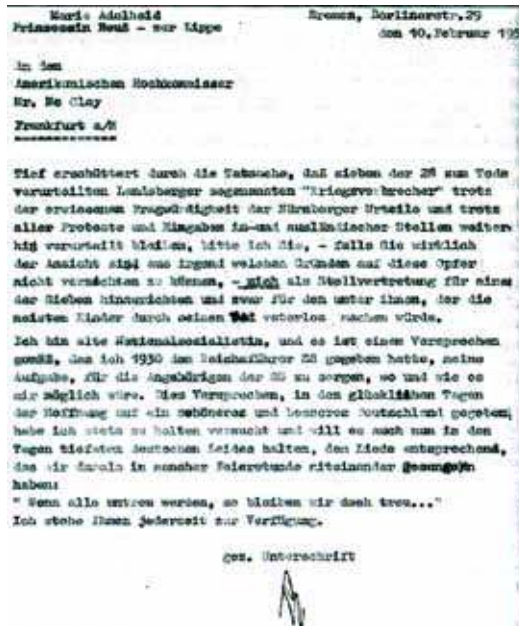 Marie Adelheid
Prinzessin Reuß - zur Lippe
Bremen, Berlinerstr. 29
den 10. Februar 195
An den
Amerikanischen Hochkommissar
Mr. Mc Cloy
Frankfurt a/M
Tief erschüttert durch die Tatsache, daß sieben der 28 zum Tode
verurteilten Landsberger sogenannten "Kriegsverbrecher" trotz
der erwiesenen Fragwürdigkeit der Nürnberger Urteile und trotz
aller Proteste und Eingaben in-und ausländischer Stellen weiter
hin verurteilt bleiben, bitte ich Sie, - falls Sie wirklich
der Ansicht sind aus irgend welchen Gründen auf diese Opfer
nicht verzichten zu können, - mich als Stellvertretung für einen
der Sieben hinzurichten und zwar für den unter ihnen, der die
meisten Kinder durch seinen Tod vaterlos machen würde.
Ich bin alte Nationalsozialistin, und es ist einem Versprechen
gemäß, das ich 1930 dem Reichsführer SS gegeben hatte, meine
Aufgabe, für die Angehörigen der SS zu sorgen, wo und wie es
mir möglich wäre. Dies Versprechen, in den glücklichen Tagen
der Hoffnung auf ein schöneres und besseres Deutschland gegeben,
habe ich stets zu halten versucht und will es auch nun in den
Tagen tiefsten deutschen Leides halten, dem Liede entsprechend,
das wir damals in mancher Feierstunde miteinander gesungen
haben:
" Wenn alle untreu werden, so bleiben wir doch treu..."
Ich stehe Ihnen jederzeit zur Verfügung.
gez. Unterschrift